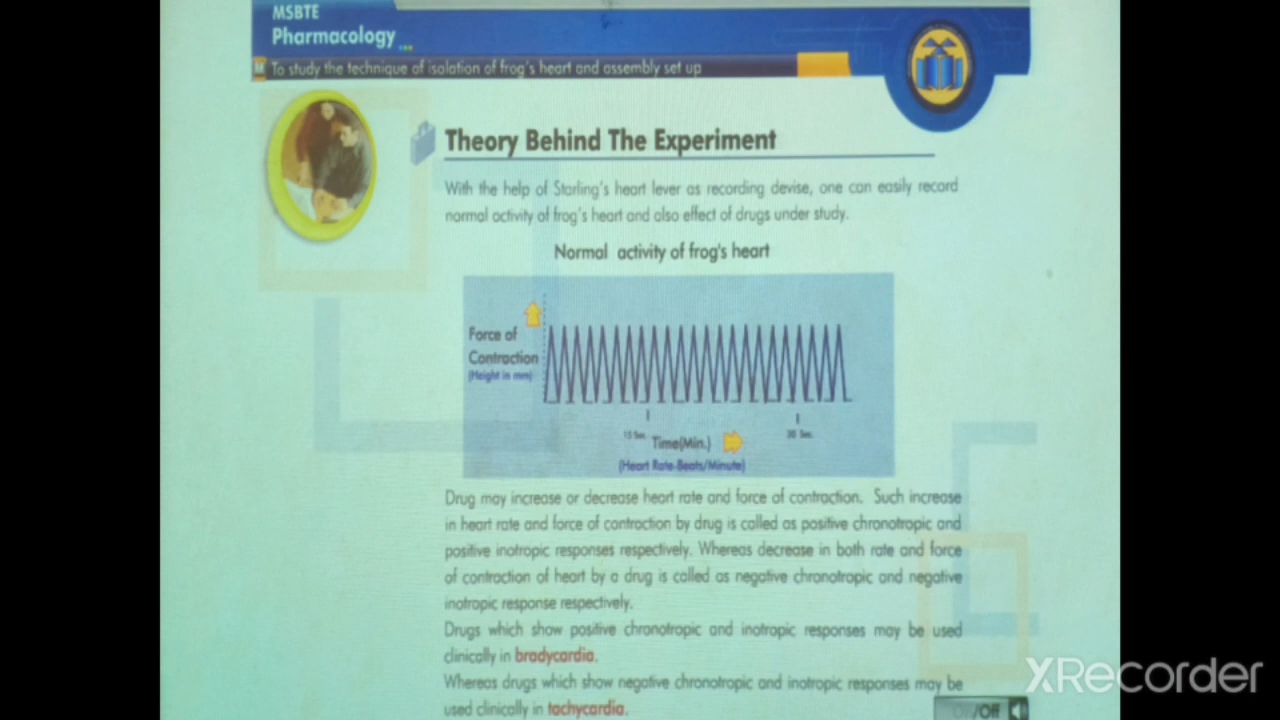 MSBTE
Pharmacology
To study the technique of isolation of frog's heart and assembly set up
Theory Behind The Experiment
With the help of Starling's heart lever as recording devise, one can easily record
normal activity of frog's heart and also effect of drugs under study.
Normal activity of frog's heart
Force of
Contraction
(Height in mm)
15 Sec.
30 Sec.
Time(Min.)
(Heart Rate-Beats/Minute)
Drug may increase or decrease heart rate and force of contraction. Such increase
in heart rate and force of contraction by drug is called as positive chronotropic and
positive inotropic responses respectively. Whereas decrease in both rate and force
of contraction of heart by a drug is called as negative chronotropic and negative
inotropic response respectively.
Drugs which show positive chronotropic and inotropic responses may be used
clinically in bradycardia.
Whereas drugs which show negative chronotropic and inotropic responses may be
used clinically in tachycardia.
On/Off
XRecorder